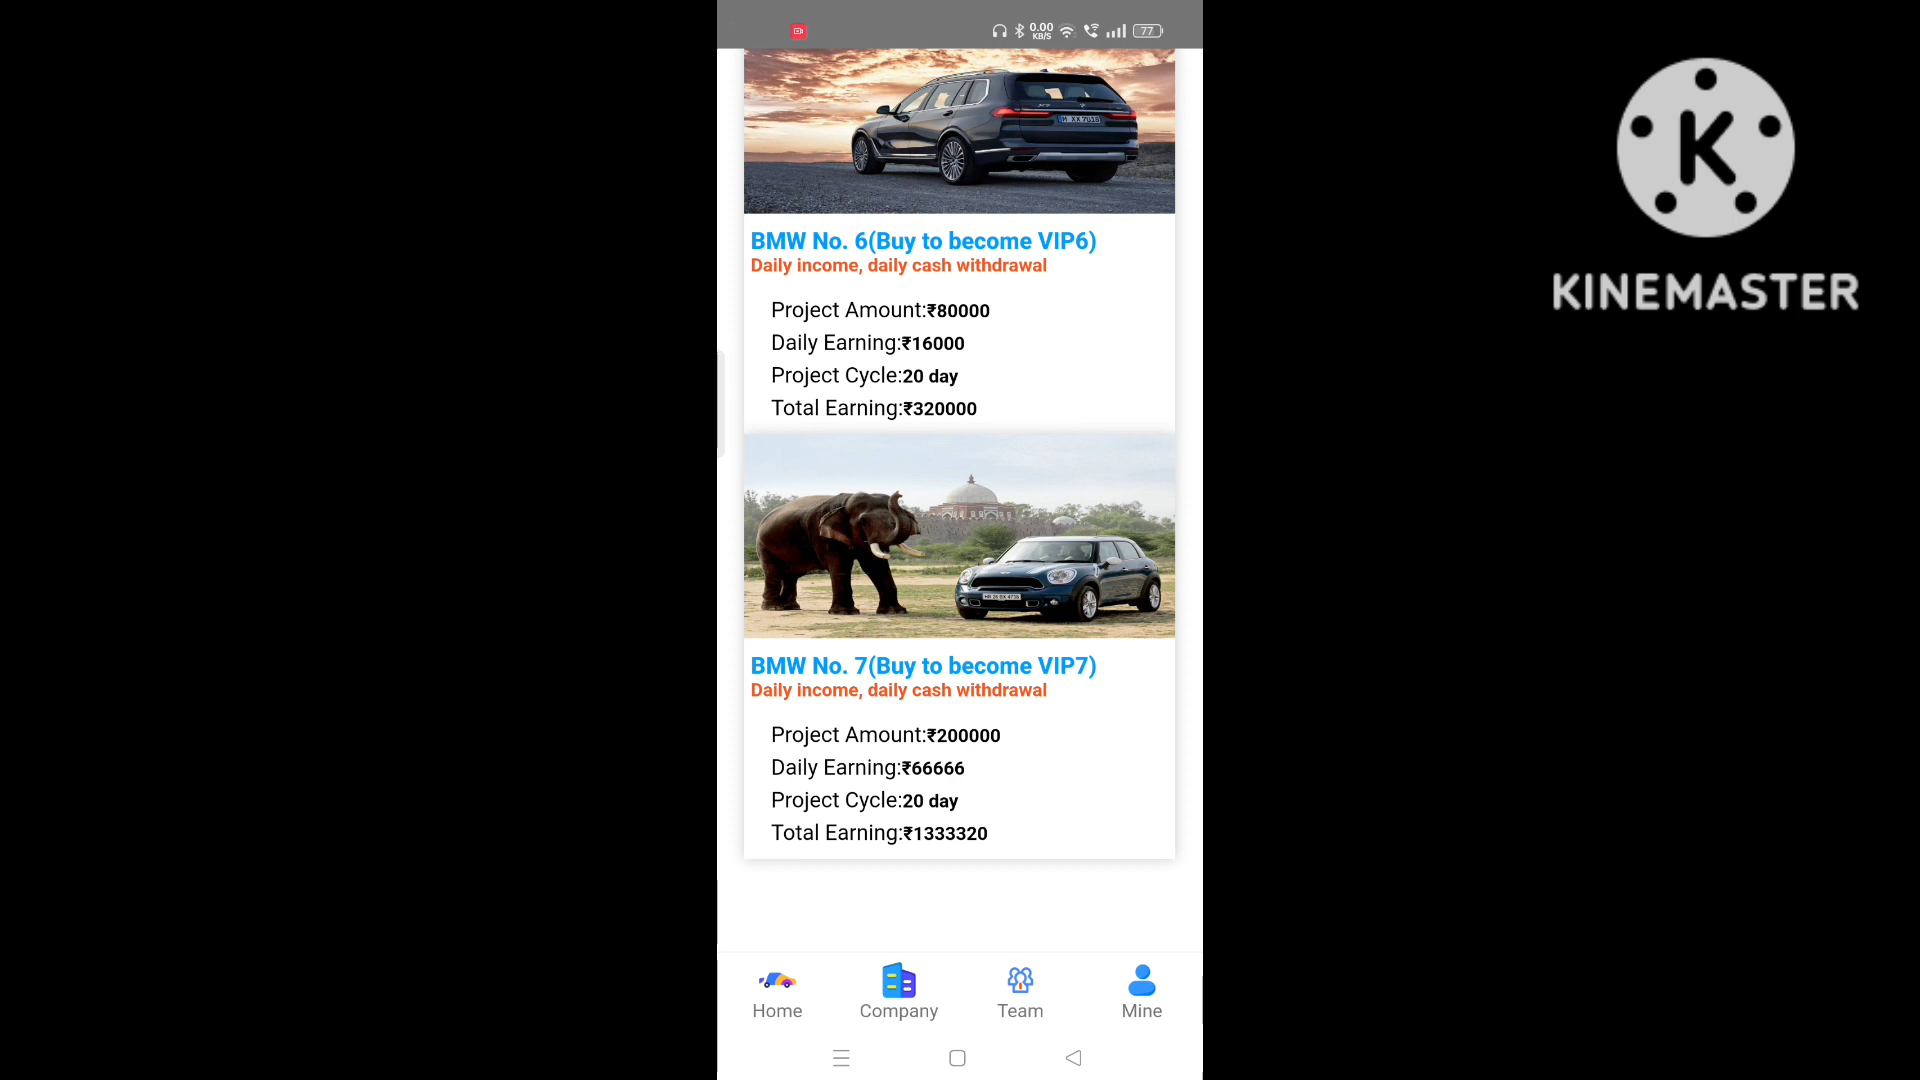 0.00
KB/S
77
BMW No. 6(Buy to become VIP6)
Daily income, daily cash withdrawal
Project Amount:₹80000
Daily Earning:₹16000
Project Cycle:20 day
Total Earning:₹320000
BMW No. 7(Buy to become VIP7)
Daily income, daily cash withdrawal
Project Amount:₹200000
Daily Earning:₹66666
Project Cycle:20 day
Total Earning:₹1333320
Home
Company
Team
Mine
K
KINEMASTER